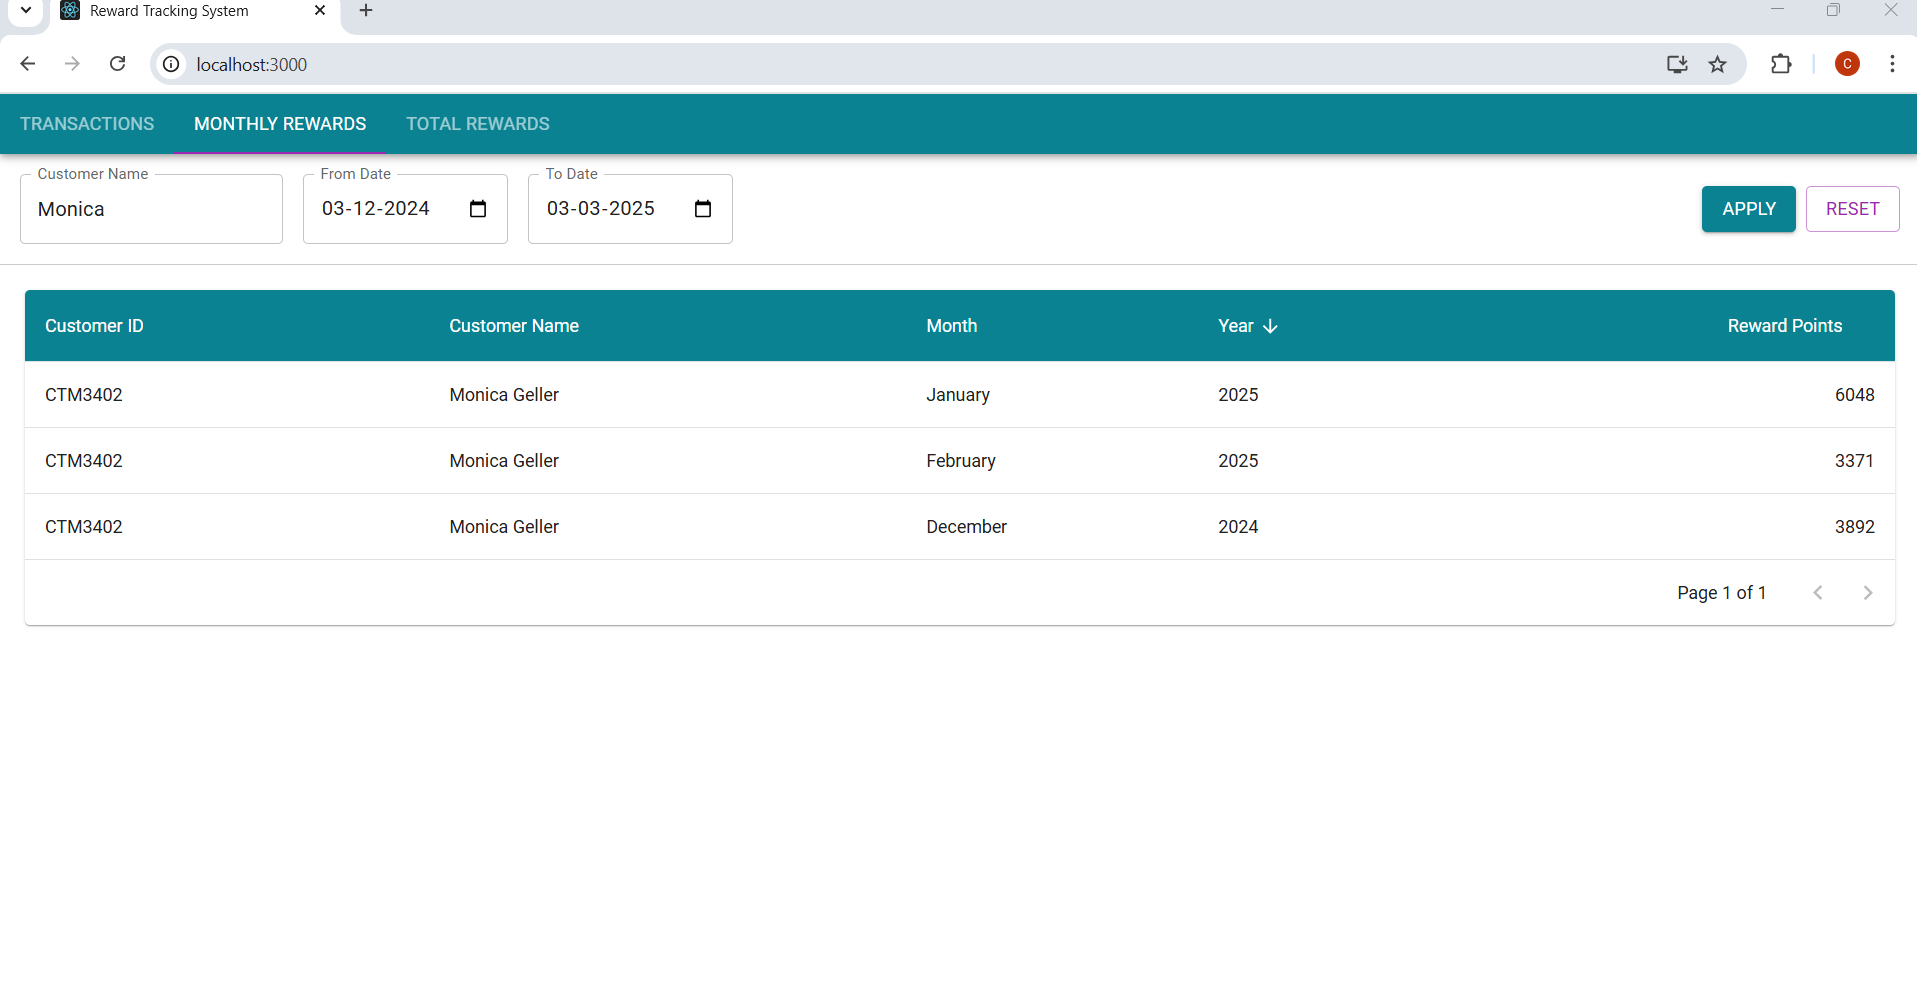 Reward Tracking System
localhost:3000
C
TRANSACTIONS MONTHLY REWARDS TOTAL REWARDS
Customer Name From Date To Date
Monica 03-12-2024 03-03-2025 APPLY RESET
Customer ID Customer Name Month Year Reward Points
CTM3402 Monica Geller January 2025 6048
CTM3402 Monica Geller February 2025 3371
CTM3402 Monica Geller December 2024 3892
Page 1 of 1